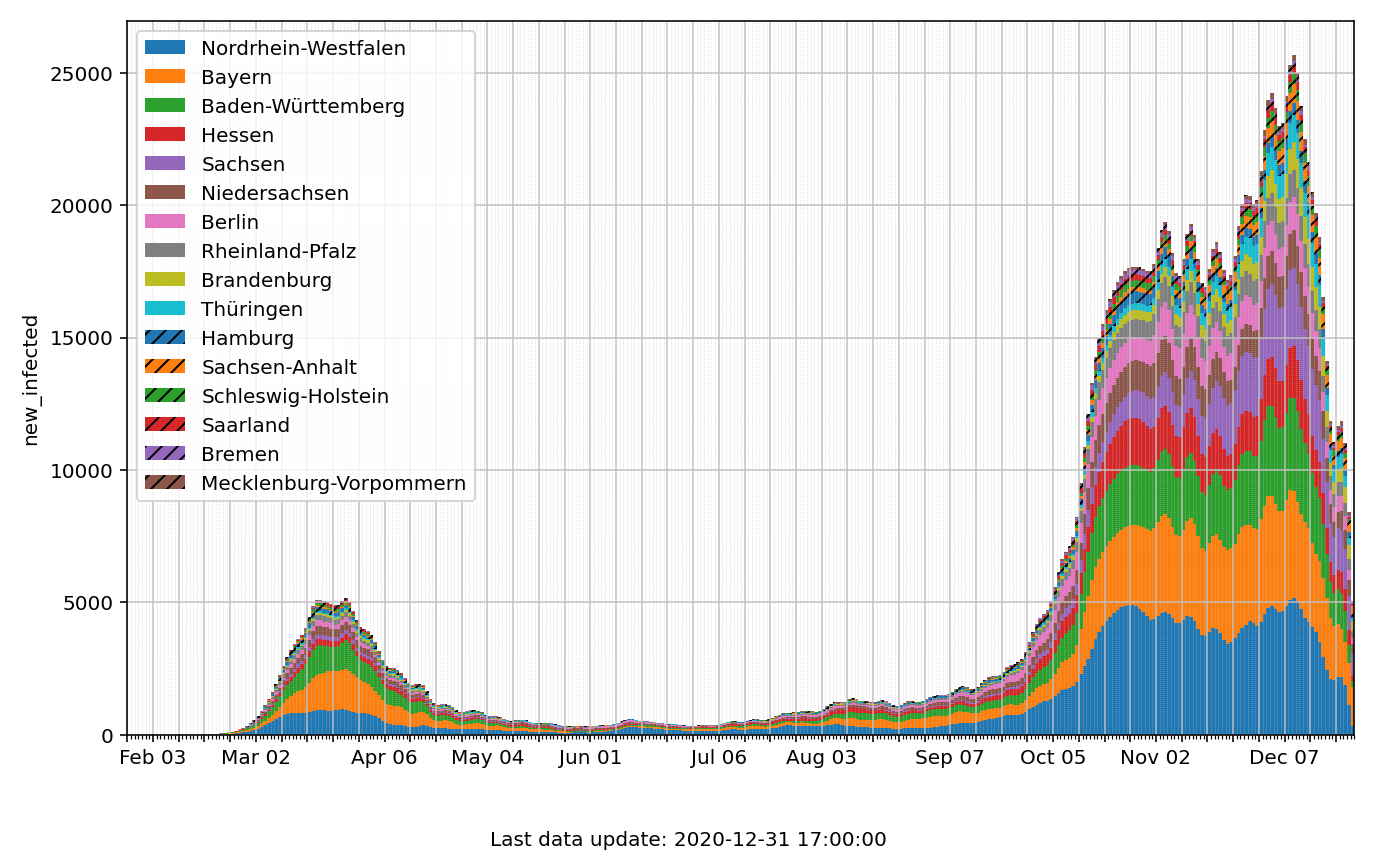 25000
20000
15000
10000
5000
0
new_infected
Nordrhein-Westfalen
Bayern
Baden-Württemberg
Hessen
Sachsen
Niedersachsen
Berlin
Rheinland-Pfalz
Brandenburg
Thüringen
Hamburg
Sachsen-Anhalt
Schleswig-Holstein
Saarland
Bremen
Mecklenburg-Vorpommern
Feb 03 Mar 02 Apr 06 May 04 Jun 01 Jul 06 Aug 03 Sep 07 Oct 05 Nov 02 Dec 07
Last data update: 2020-12-31 17:00:00